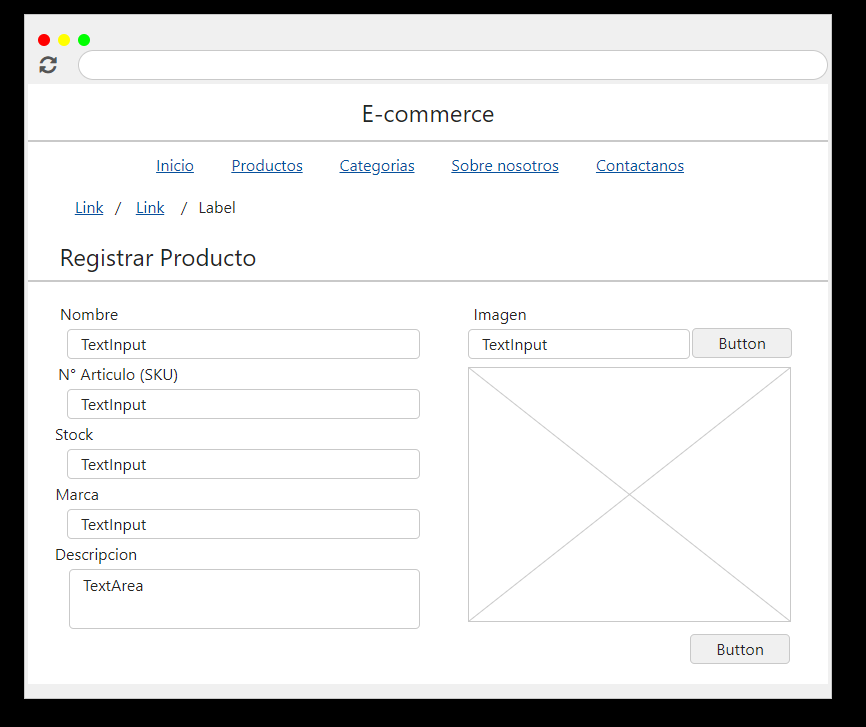 E-commerce
Inicio Productos Categorias Sobre nosotros Contactanos
Link / Link / Label
Registrar Producto
Nombre
TextInput
N° Articulo (SKU)
TextInput
Stock
TextInput
Marca
TextInput
Descripcion
TextArea
Imagen
TextInput Button
Button